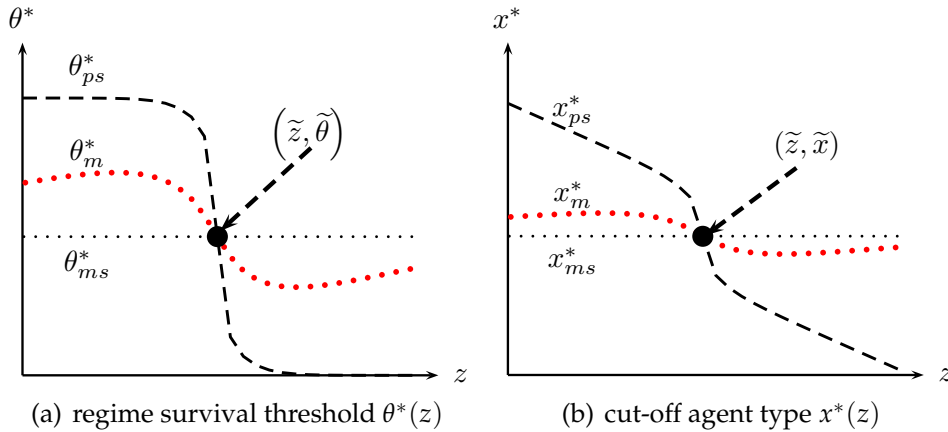 θ*
θ*ps
θ*m
(z̃, θ̃)
θ*ms
z
(a) regime survival threshold θ*(z)
x*
x*ps
x*m
(z̃, x̃)
x*ms
z
(b) cut-off agent type x*(z)